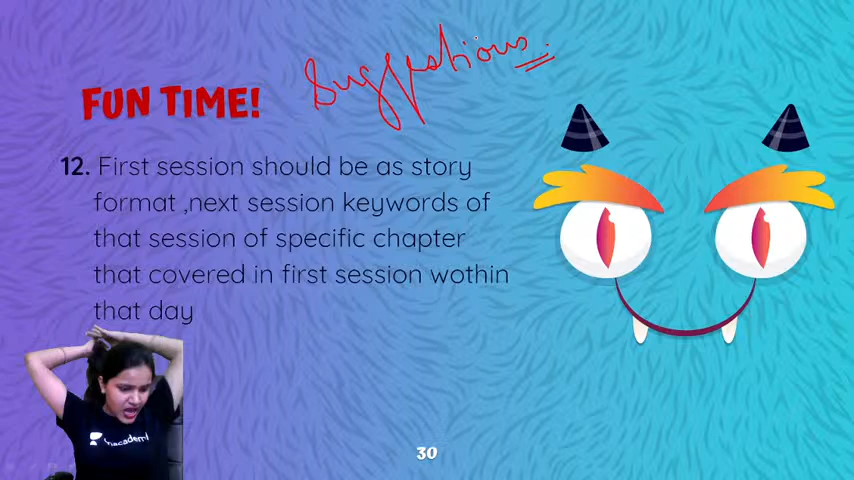 Suggestions
FUN TIME!
12. First session should be as story
format ,next session keywords of
that session of specific chapter
that covered in first session wothin
that day
unacademy
30